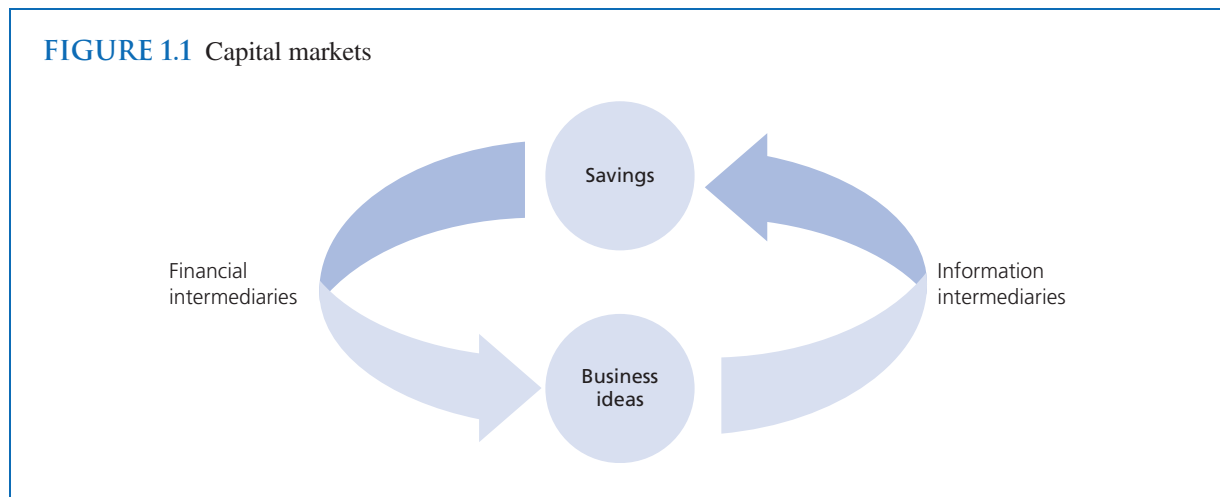 FIGURE 1.1 Capital markets
Savings
Financial
intermediaries
Information
intermediaries
Business
ideas